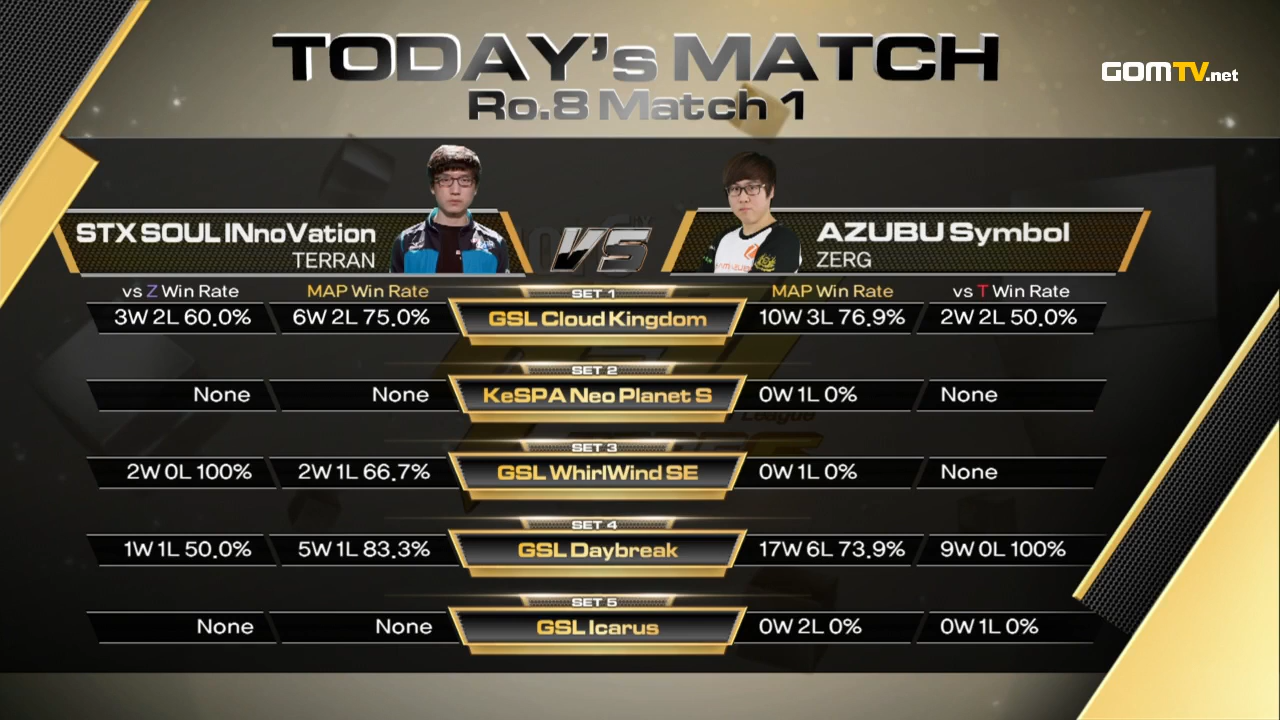 TODAY's MATCH
GOMTV.net
Ro.8 Match 1
STX SOUL INnoVation
TERRAN
VS
AZUBU Symbol
ZERG
vs Z Win Rate MAP Win Rate SET 1 MAP Win Rate vs T Win Rate
3W 2L 60.0% 6W 2L 75.0% GSL Cloud Kingdom 10W 3L 76.9% 2W 2L 50.0%
SET 2
None None KeSPA Neo Planet S 0W 1L 0% None
SET 3
2W 0L 100% 2W 1L 66.7% GSL WhirlWind SE 0W 1L 0% None
SET 4
1W 1L 50.0% 5W 1L 83.3% GSL Daybreak 17W 6L 73.9% 9W 0L 100%
SET 5
None None GSL Icarus 0W 2L 0% 0W 1L 0%